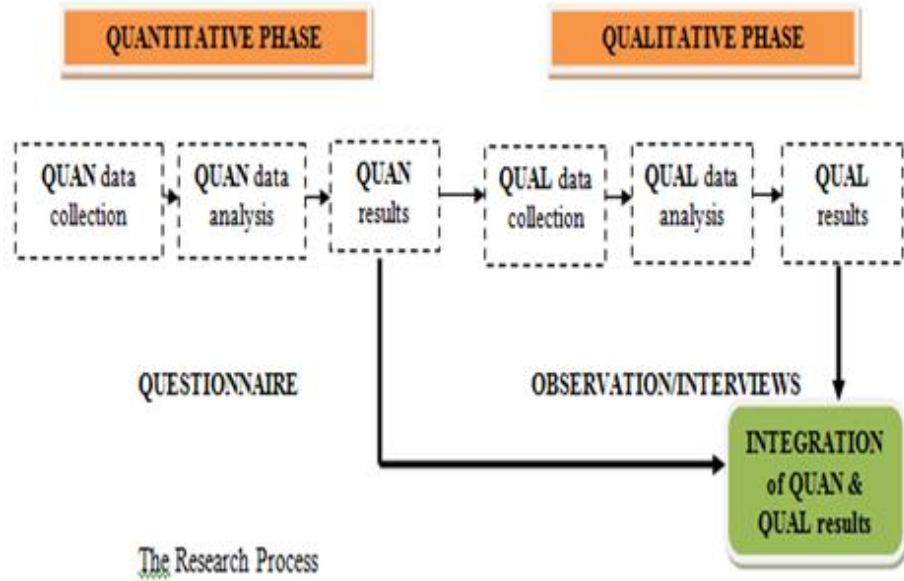 QUANTITATIVE PHASE
QUALITATIVE PHASE
QUAN data
collection
QUAN data
analysis
QUAN
results
QUAL data
collection
QUAL data
analysis
QUAL
results
QUESTIONNAIRE
OBSERVATION/INTERVIEWS
INTEGRATION
of QUAN &
QUAL results
The Research Process